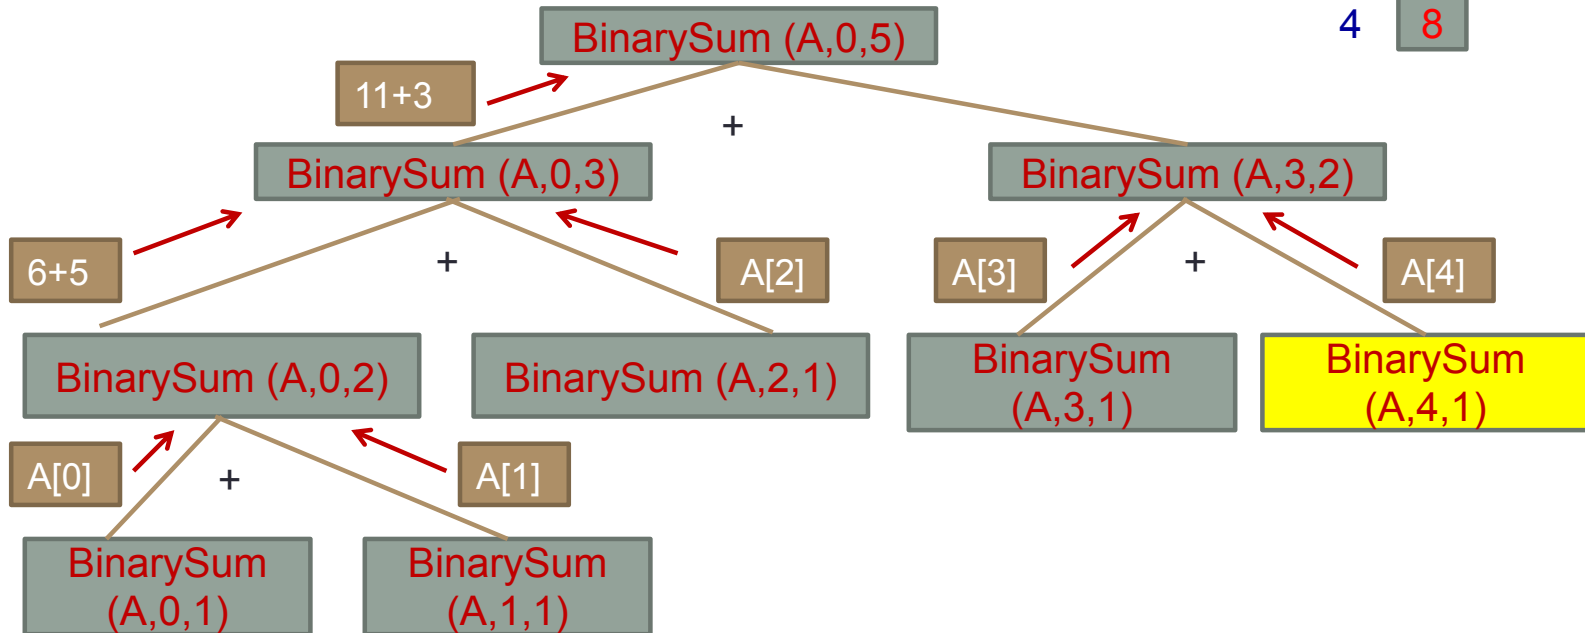 BinarySum (A,0,5)
4
8
11+3
+
BinarySum (A,0,3)
BinarySum (A,3,2)
6+5
+
A[2]
A[3]
+
A[4]
BinarySum (A,0,2)
BinarySum (A,2,1)
BinarySum
(A,3,1)
BinarySum
(A,4,1)
A[0]
+
A[1]
BinarySum
(A,0,1)
BinarySum
(A,1,1)